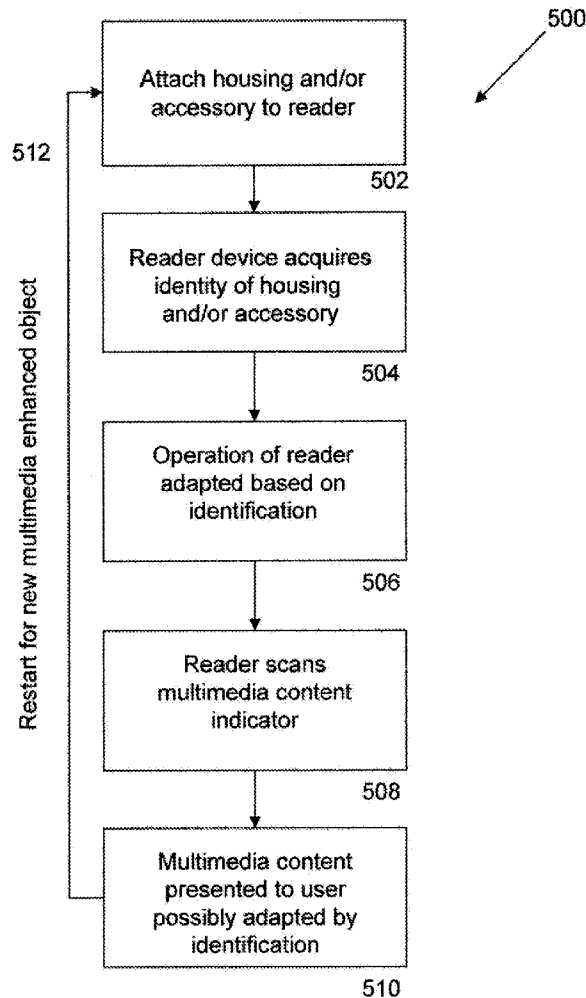 500
Attach housing and/or
accessory to reader
502
512
Reader device acquires
identity of housing
and/or accessory
504
Operation of reader
adapted based on
identification
506
Restart for new multimedia enhanced object
Reader scans
multimedia content
indicator
508
Multimedia content
presented to user
possibly adapted by
identification
510